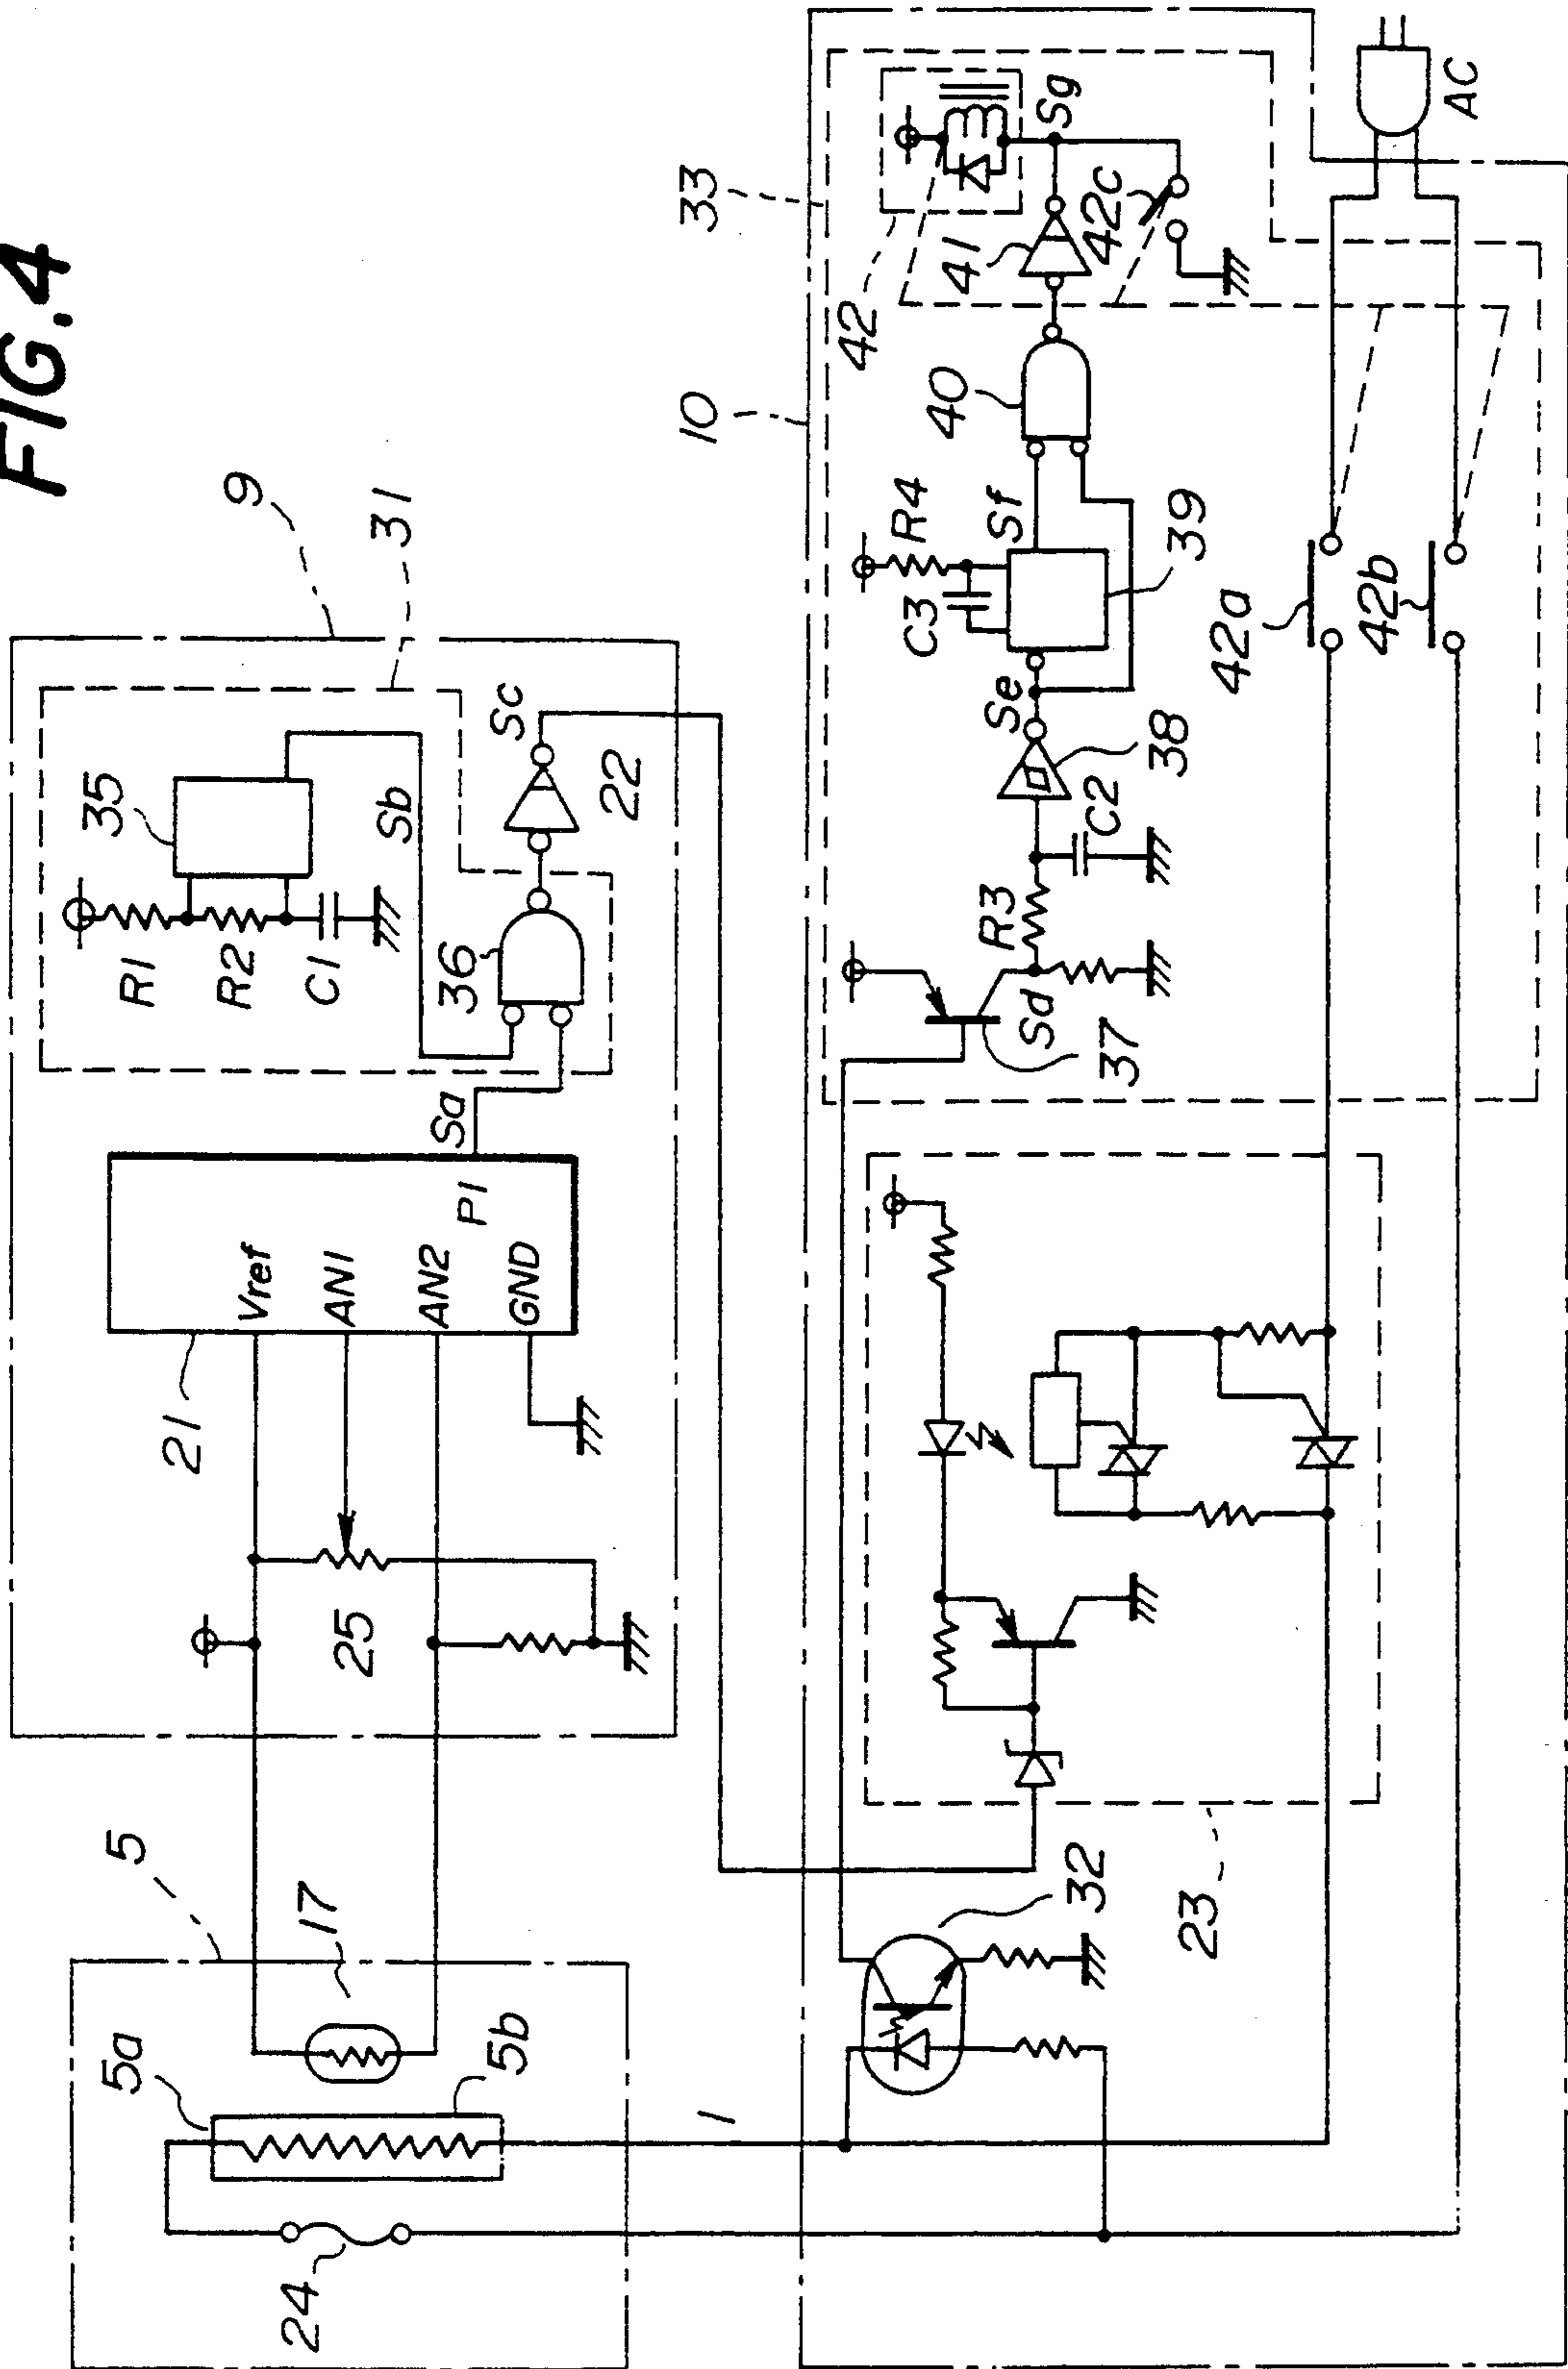 FIG.4
9
31
35
R1
R2
C1
Sb
36
Sc
22
Sa
21
Vref
AN1
AN2
P1
GND
25
5
17
5a
5b
24
1
10
33
42
Sg
41
42c
40
R4
Sf
C3
39
Se
38
C2
R3
Sd
37
42a
42b
AC
23
32